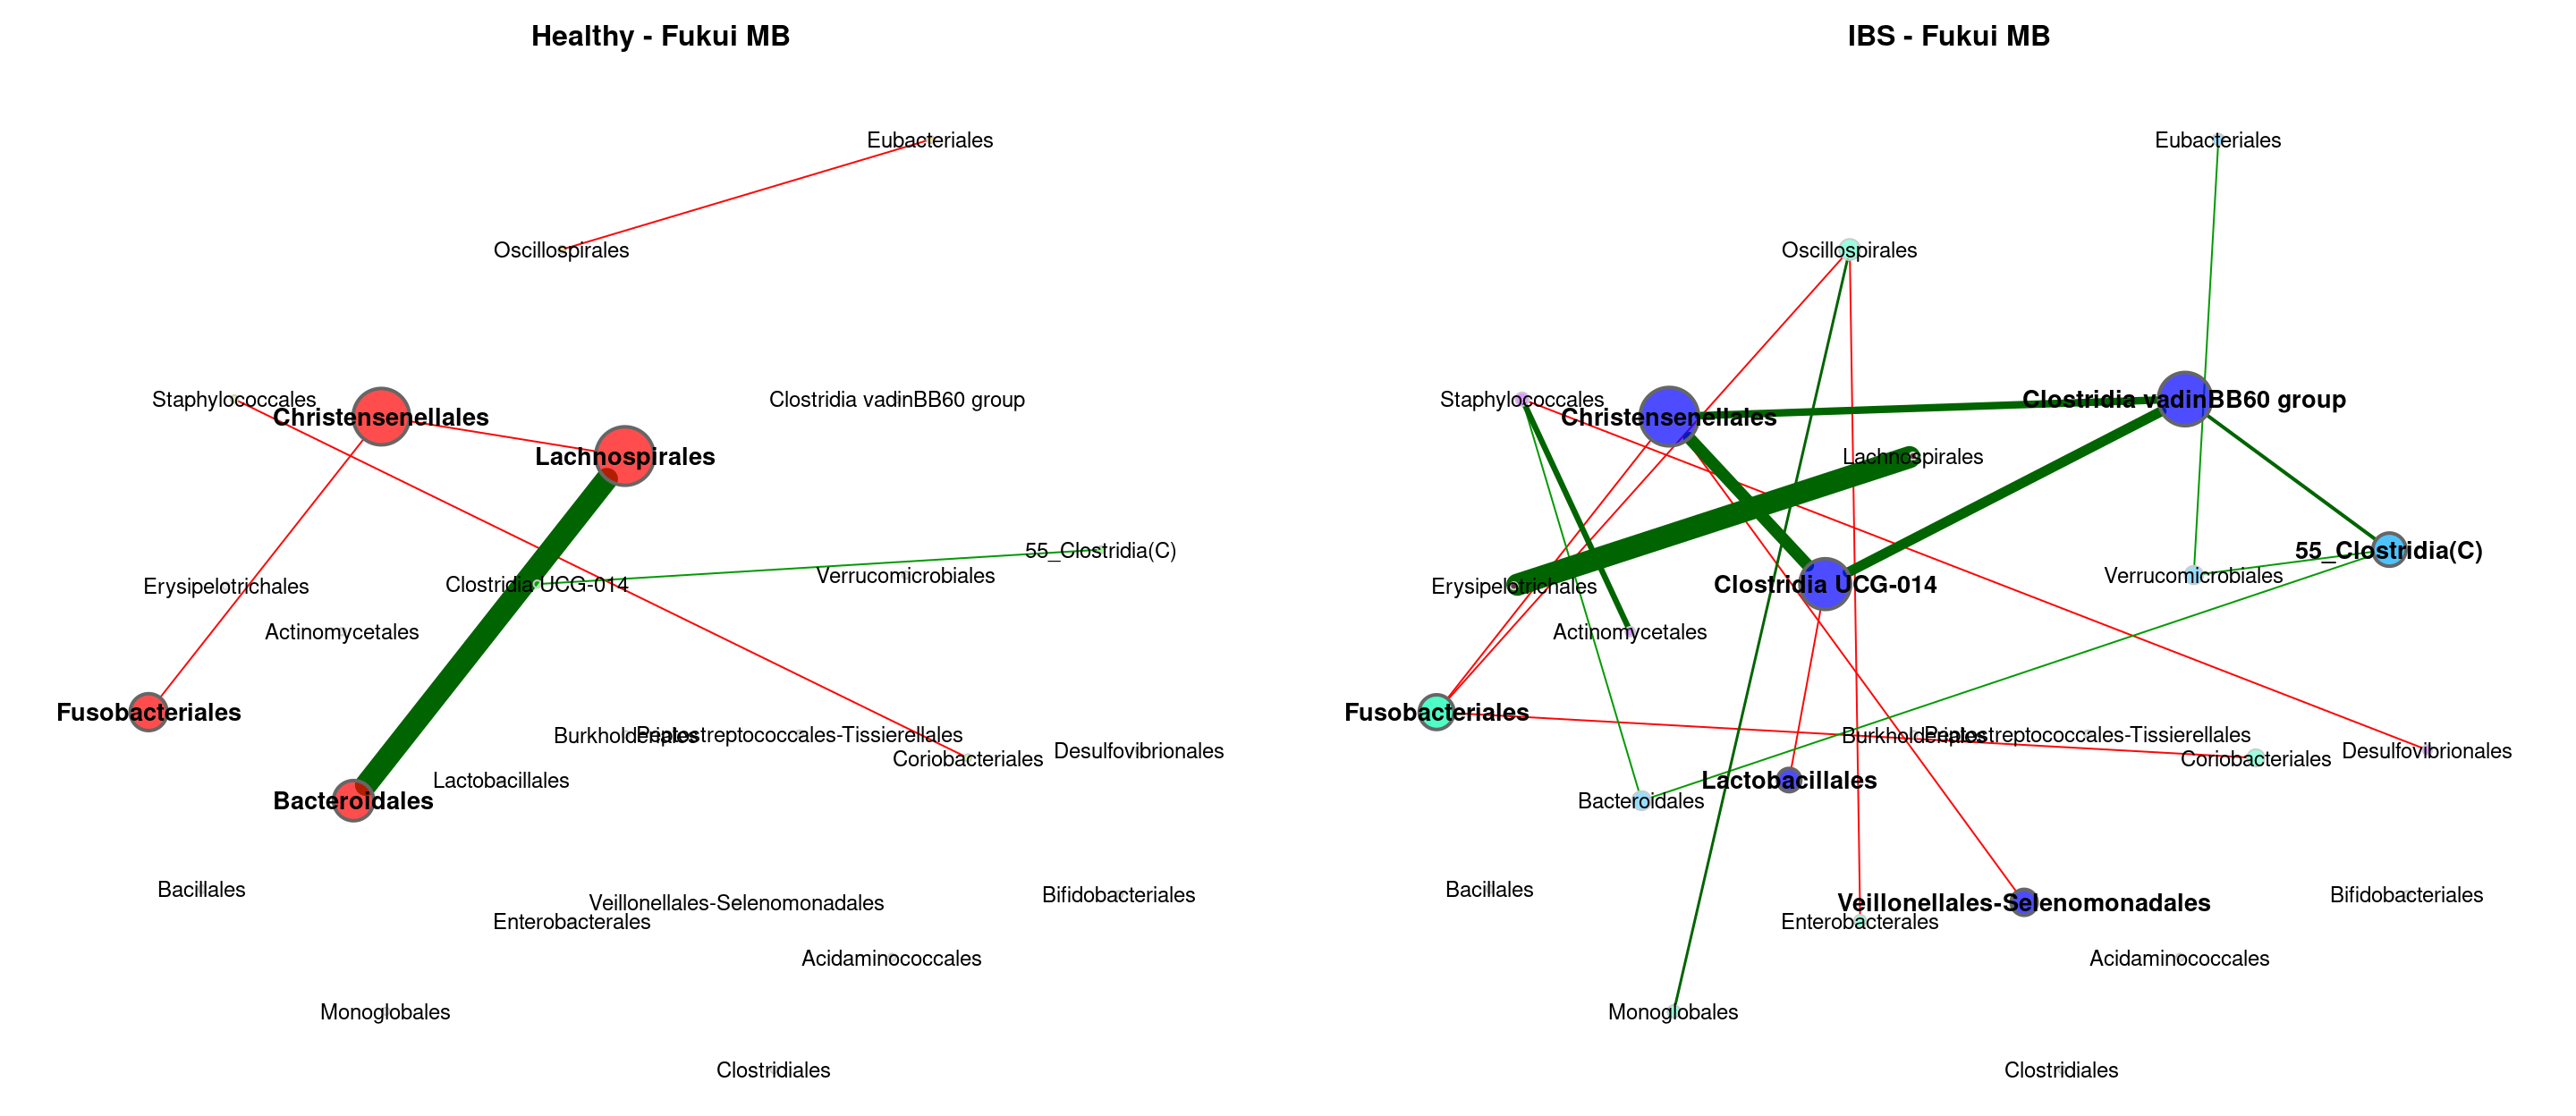 Healthy - Fukui MB
Eubacteriales
Oscillospirales
Staphylococcales
Clostridia vadinBB60 group
Christensenellales
Lachnospirales
55_Clostridia(C)
Verrucomicrobiales
Erysipelotrichales
Clostridia UCG-014
Actinomycetales
Fusobacteriales
Burkholderiales
Peptostreptococcales-Tissierellales
Desulfovibrionales
Coriobacteriales
Lactobacillales
Bacteroidales
Bacillales
Bifidobacteriales
Veillonellales-Selenomonadales
Enterobacterales
Acidaminococcales
Monoglobales
Clostridiales
IBS - Fukui MB
Eubacteriales
Oscillospirales
Staphylococcales
Clostridia vadinBB60 group
Christensenellales
Lachnospirales
55_Clostridia(C)
Verrucomicrobiales
Erysipelotrichales
Clostridia UCG-014
Actinomycetales
Fusobacteriales
Burkholderiales
Peptostreptococcales-Tissierellales
Desulfovibrionales
Coriobacteriales
Lactobacillales
Bacteroidales
Bacillales
Bifidobacteriales
Veillonellales-Selenomonadales
Enterobacterales
Acidaminococcales
Monoglobales
Clostridiales